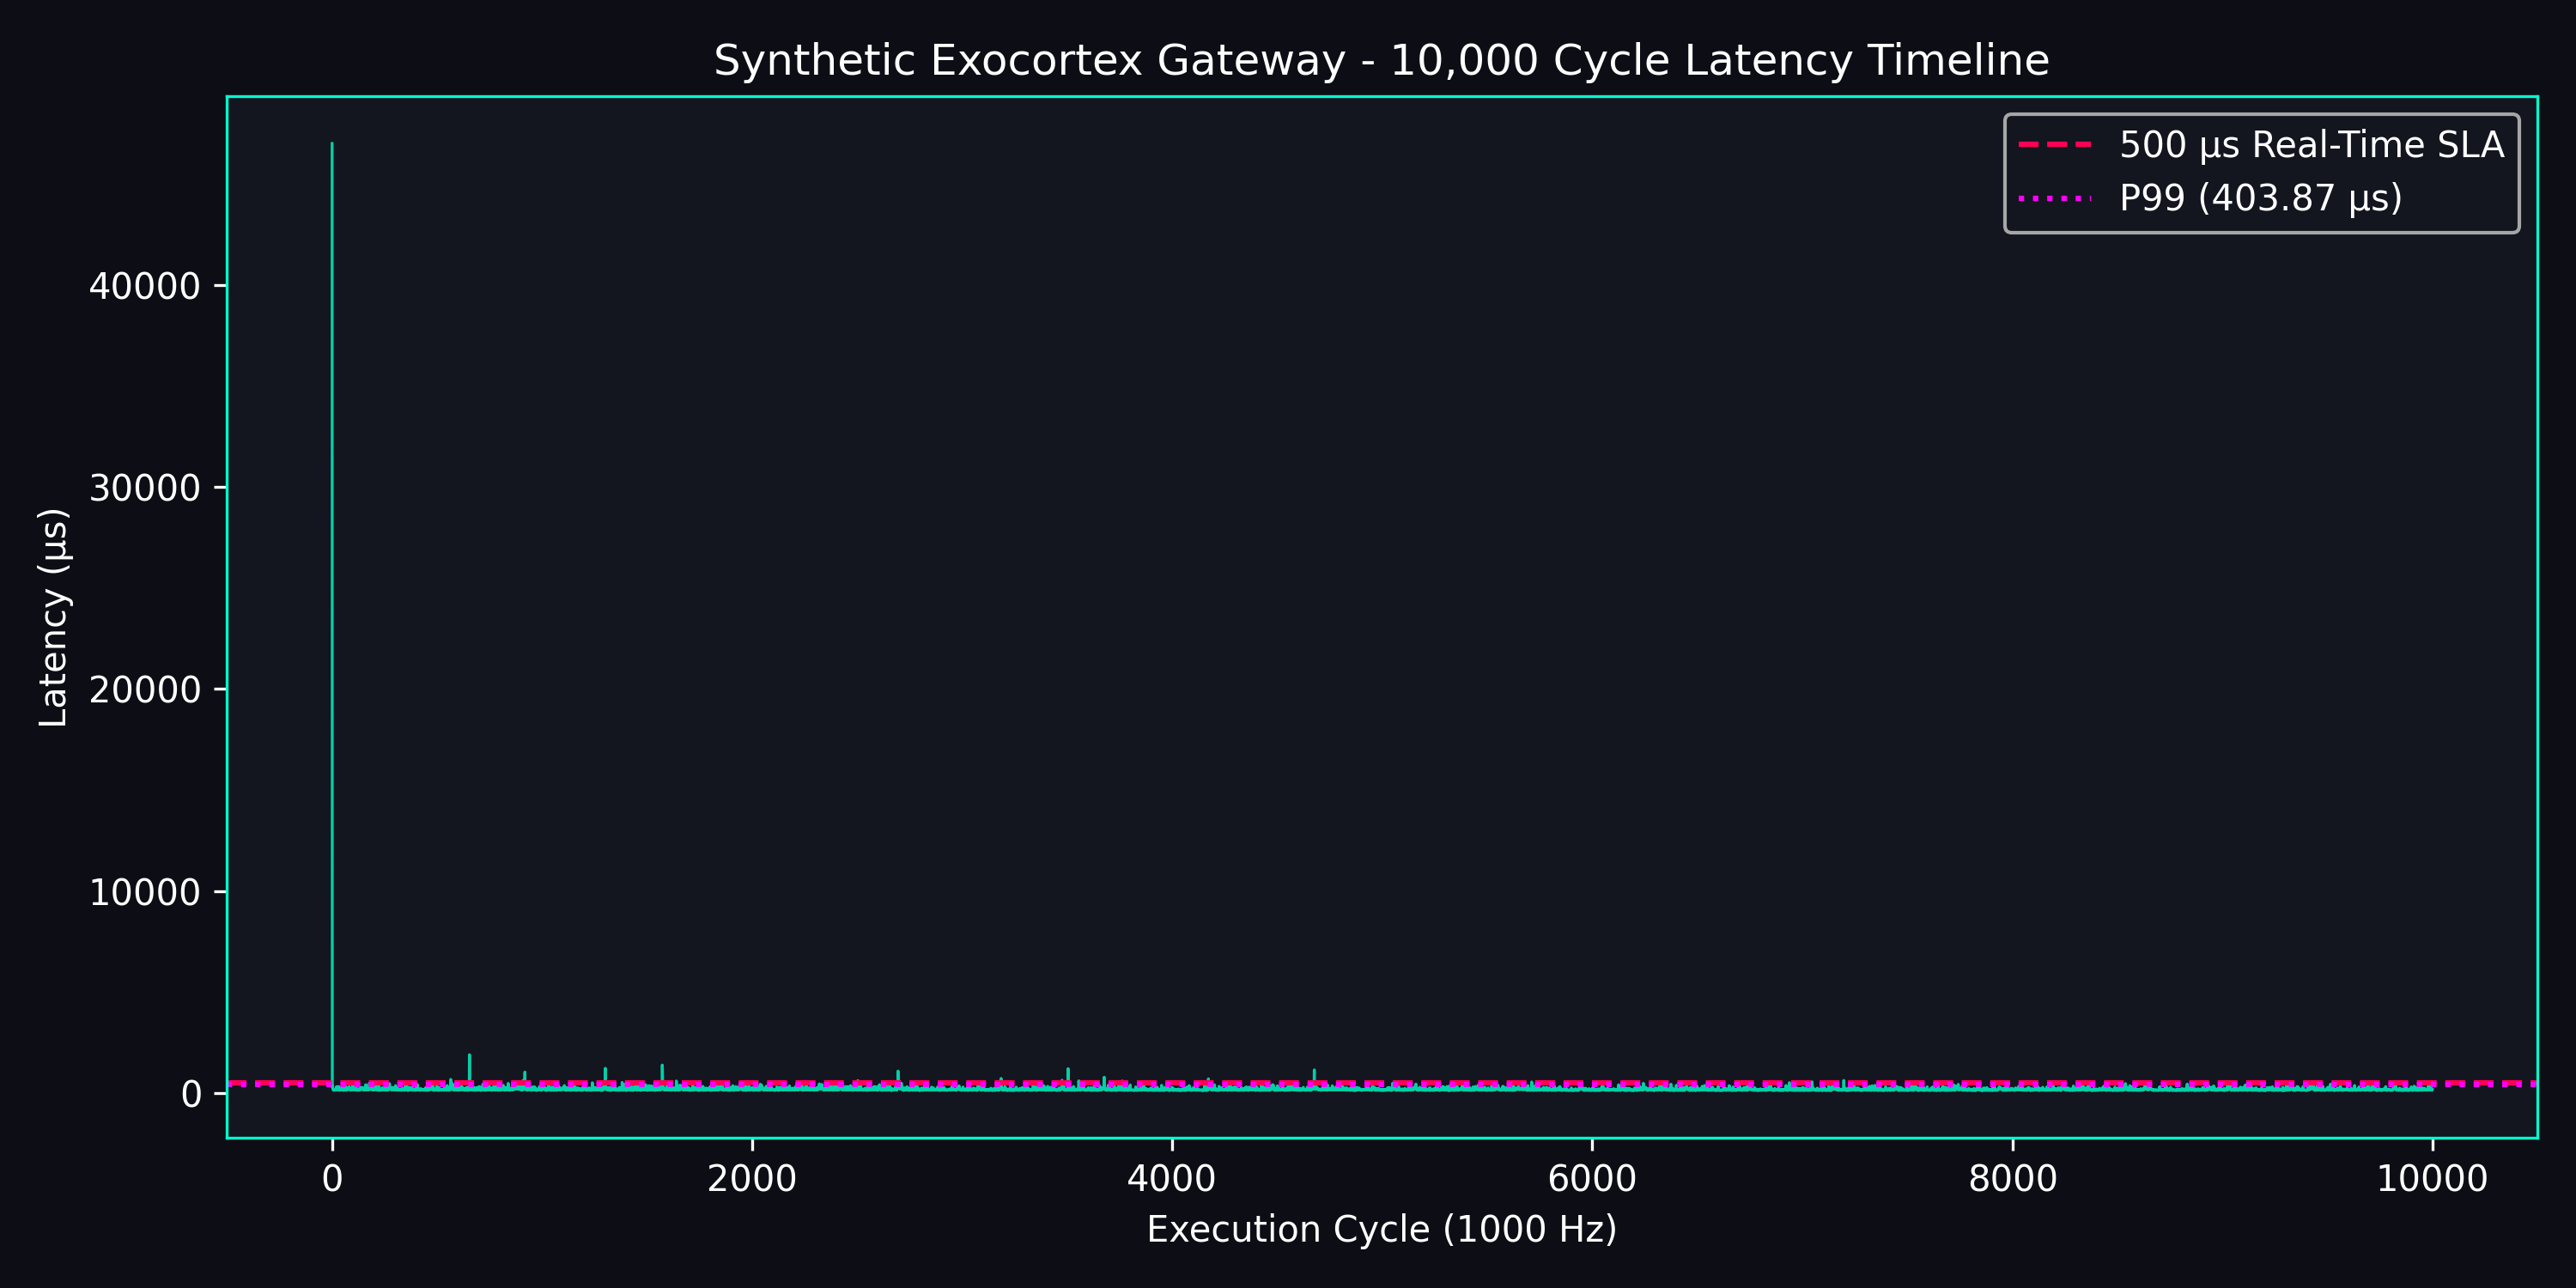 Synthetic Exocortex Gateway - 10,000 Cycle Latency Timeline
500 µs Real-Time SLA
P99 (403.87 µs)
Latency (µs)
40000
30000
20000
10000
0
0 2000 4000 6000 8000 10000
Execution Cycle (1000 Hz)